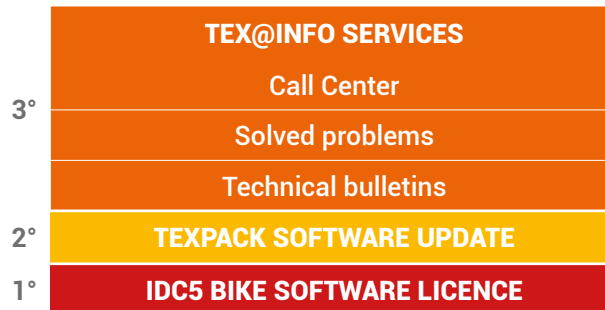 TEX@INFO SERVICES
Call Center
3°
Solved problems
Technical bulletins
2° TEXPACK SOFTWARE UPDATE
1° IDC5 BIKE SOFTWARE LICENCE